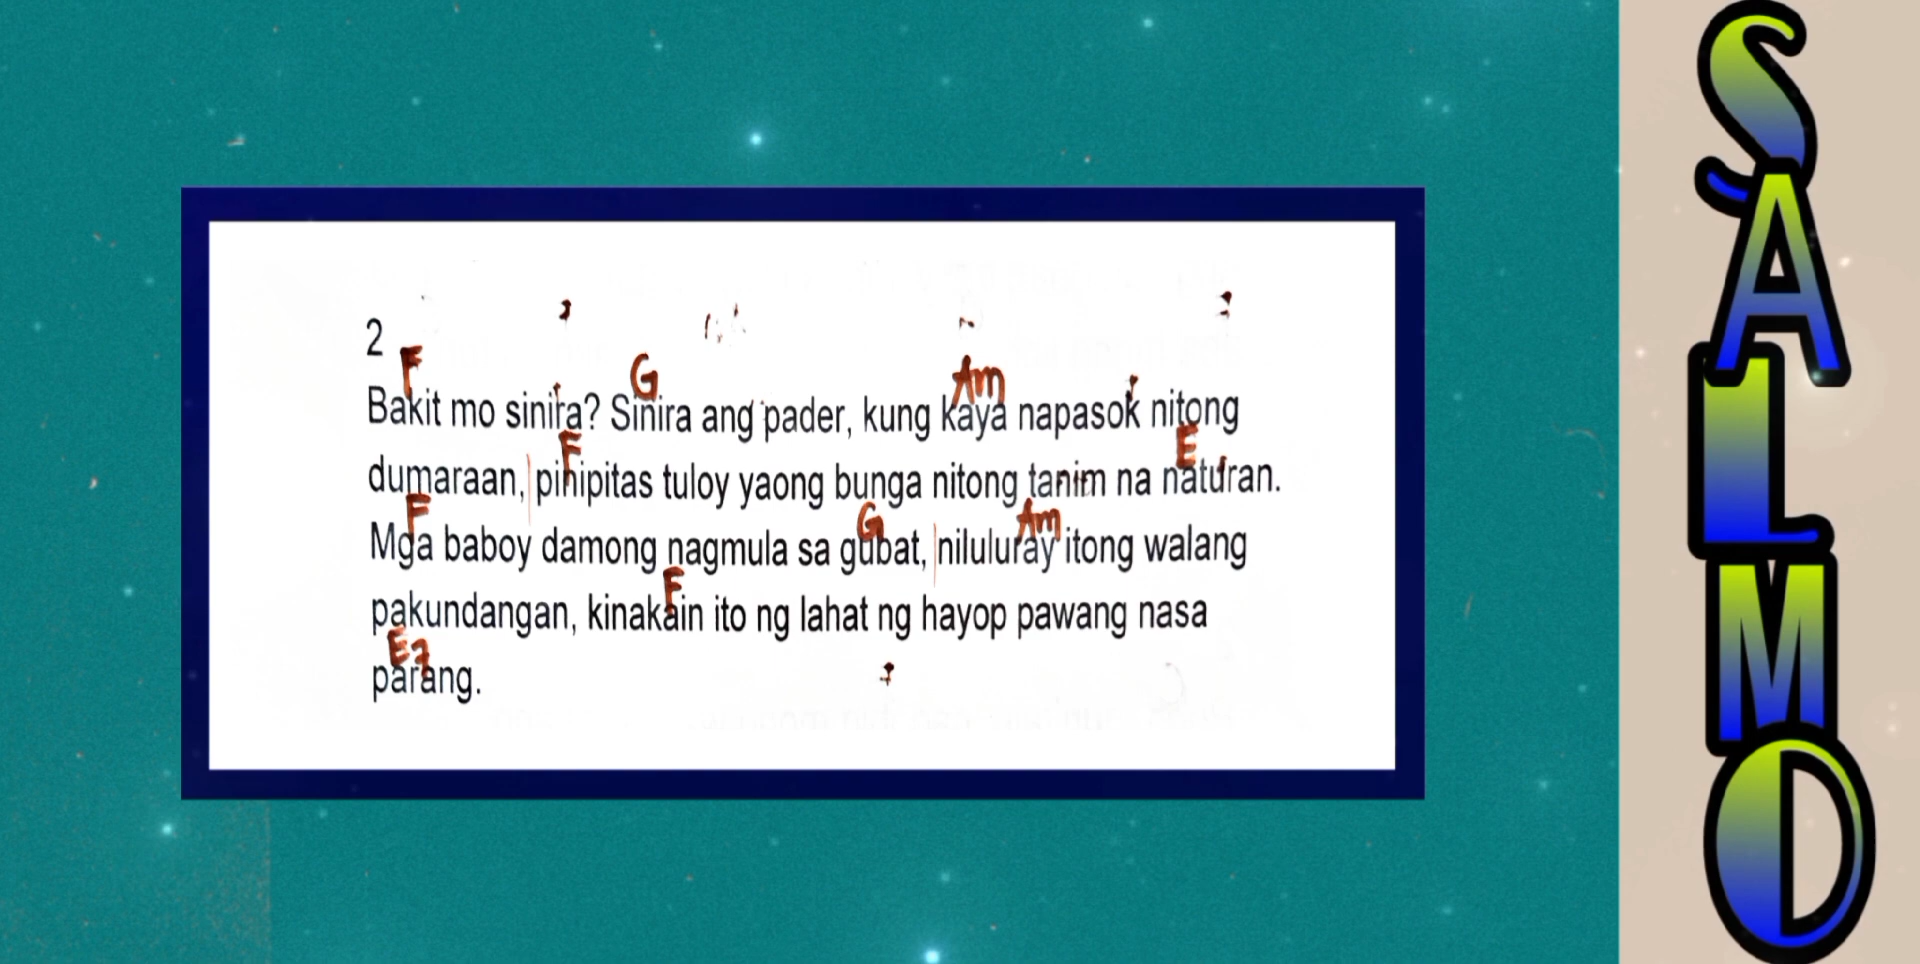 2
F G Am
Bakit mo sinira? Sinira ang pader, kung kaya napasok nitong
F E
dumaraan, pinipitas tuloy yaong bunga nitong tanim na naturan.
F G Am
Mga baboy damong nagmula sa gubat, niluluray itong walang
F
pakundangan, kinakain ito ng lahat ng hayop pawang nasa
E7
parang.
SALMO